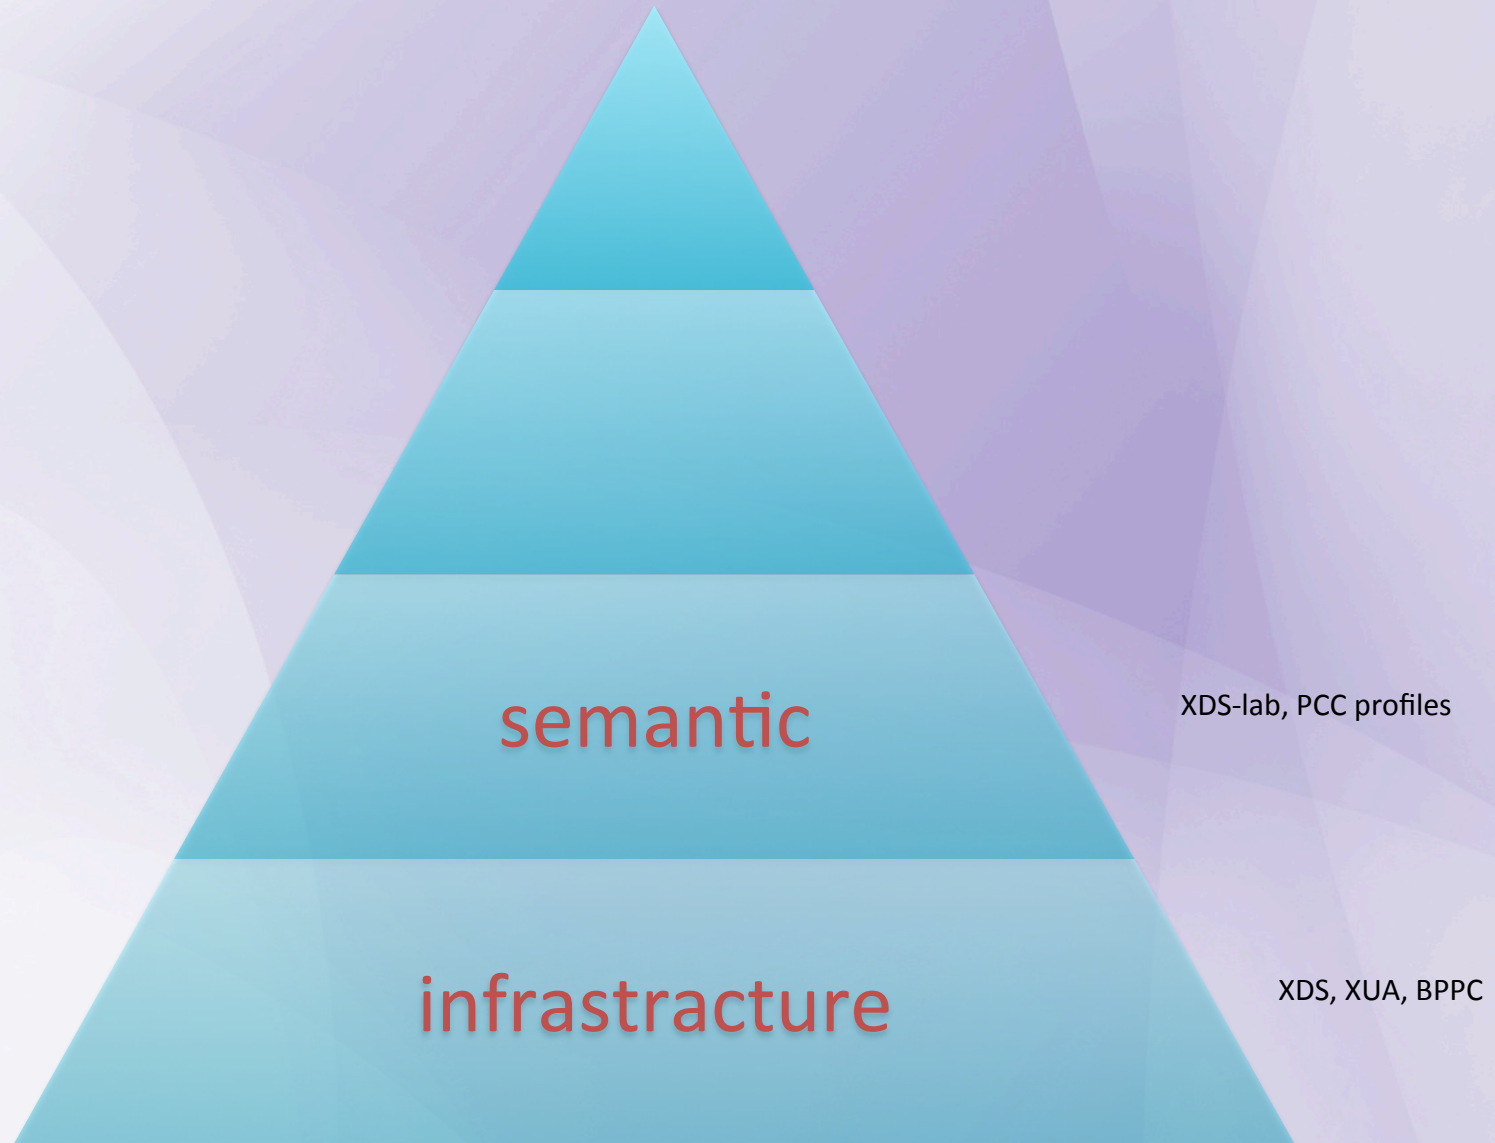 semantic
XDS-lab, PCC profiles
infrastracture
XDS, XUA, BPPC